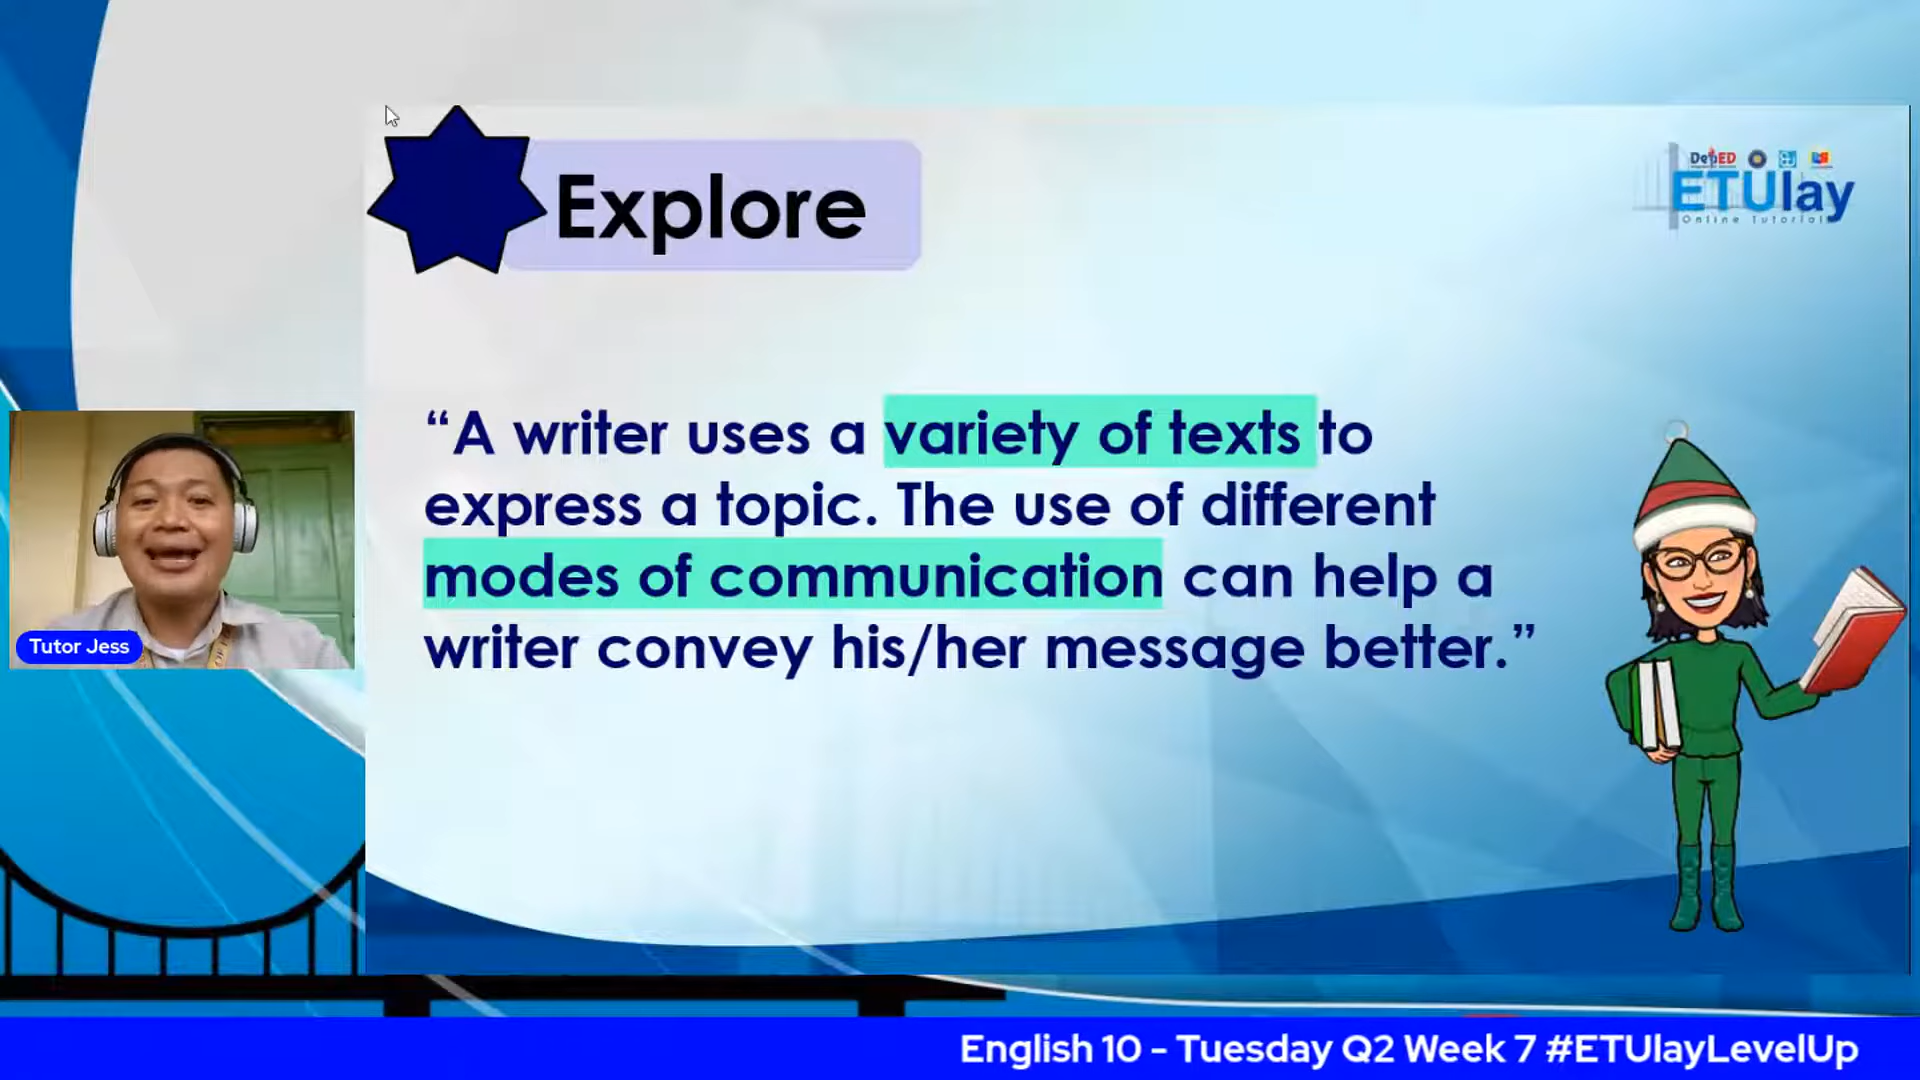 Explore
DepED
ETUlay
Online Tutorial
“A writer uses a variety of texts to
express a topic. The use of different
modes of communication can help a
writer convey his/her message better.”
Tutor Jess
English 10 - Tuesday Q2 Week 7 #ETUlayLevelUp